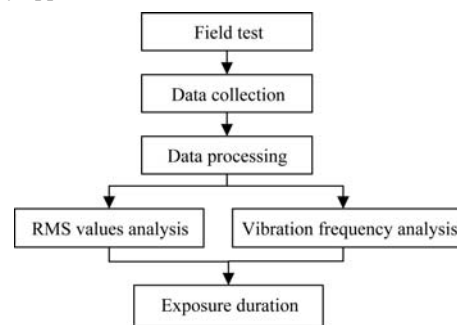 Field test
Data collection
Data processing
RMS values analysis
Vibration frequency analysis
Exposure duration